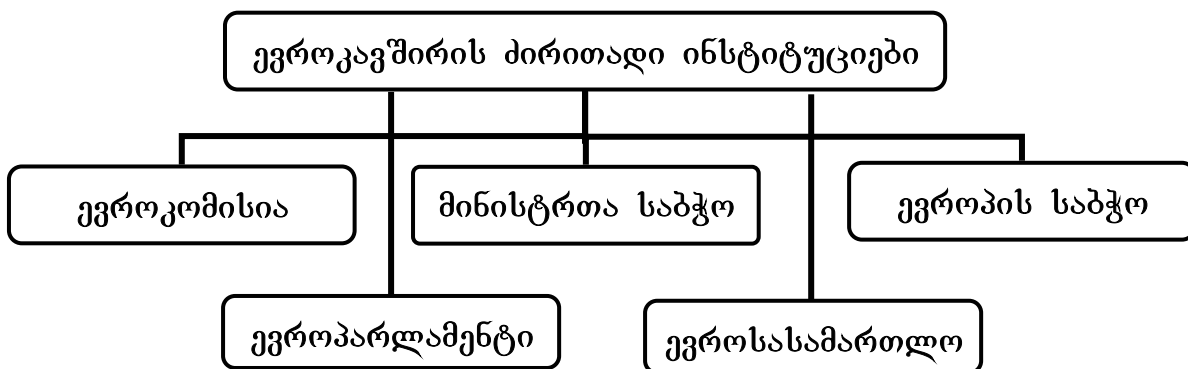 ევროკავშირის ძირითადი ინსტიტუციები
ევროკომისია
მინისტრთა საბჭო
ევროპის საბჭო
ევროპარლამენტი
ევროსასამართლო